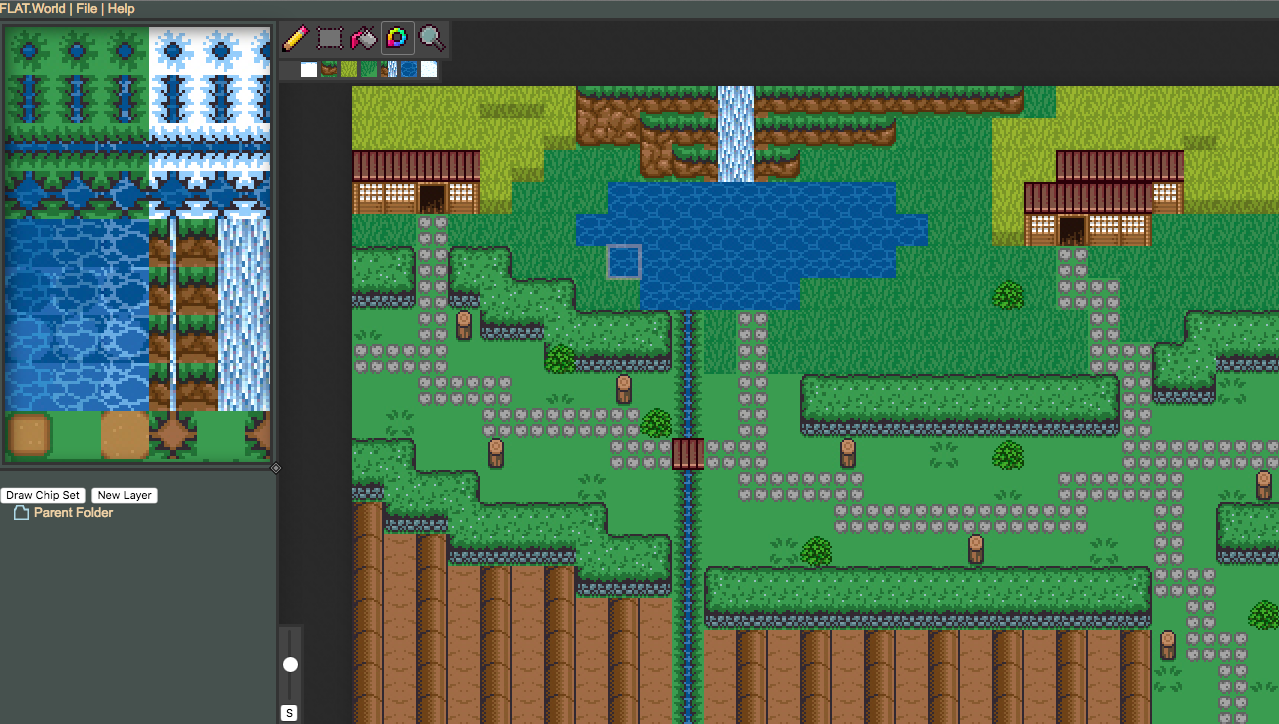 FLAT.World | File | Help
Draw Chip Set New Layer
Parent Folder
S